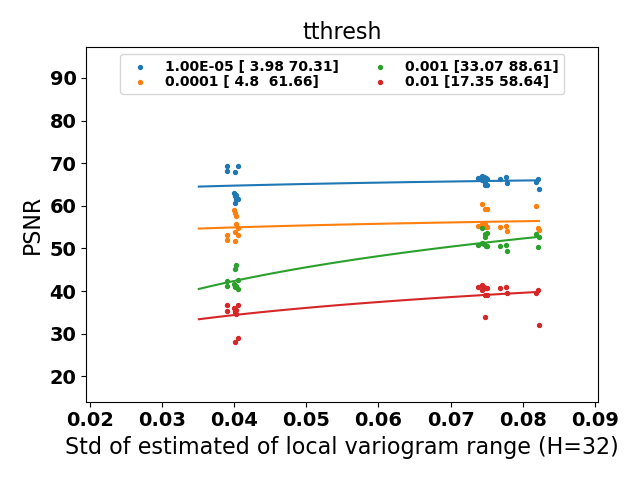 tthresh
1.00E-05 [ 3.98 70.31]
0.0001 [ 4.8  61.66]
0.001 [33.07 88.61]
0.01 [17.35 58.64]
PSNR
90
80
70
60
50
40
30
20
0.02 0.03 0.04 0.05 0.06 0.07 0.08 0.09
Std of estimated of local variogram range (H=32)